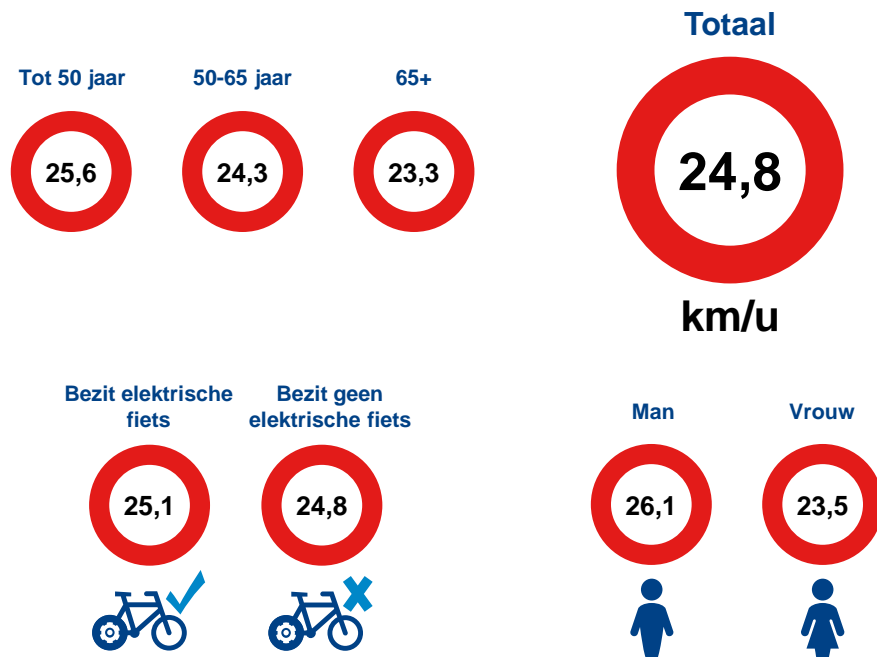 Totaal
Tot 50 jaar
50-65 jaar
65+
25,6
24,3
23,3
24,8
km/u
Bezit elektrische
fiets
Bezit geen
elektrische fiets
Man
Vrouw
25,1
24,8
26,1
23,5